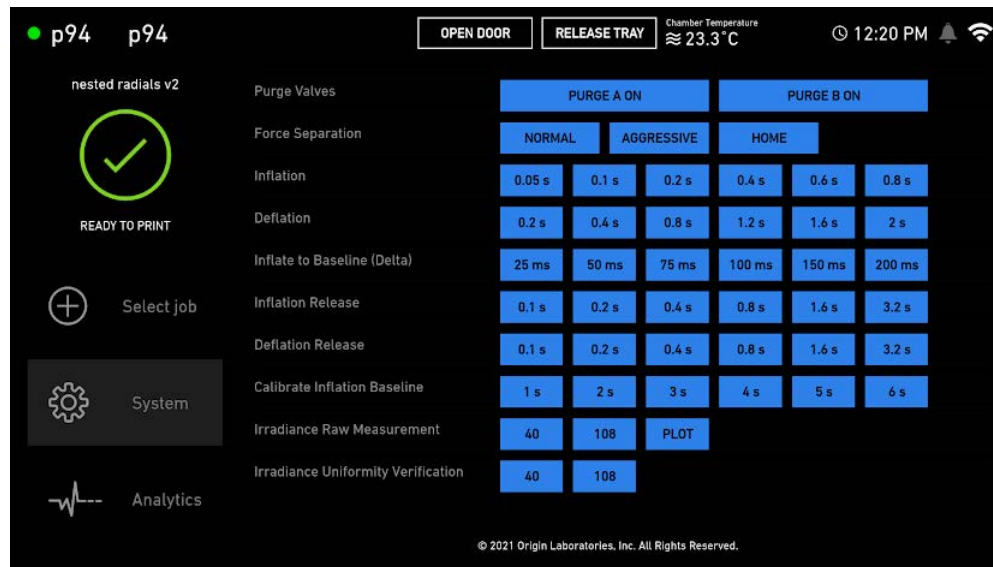 p94 p94 OPEN DOOR RELEASE TRAY Chamber Temperature 23.3°C 12:20 PM
nested radials v2
READY TO PRINT
Select job
System
Analytics
Purge Valves PURGE A ON PURGE B ON
Force Separation NORMAL AGGRESSIVE HOME
Inflation 0.05 s 0.1 s 0.2 s 0.4 s 0.6 s 0.8 s
Deflation 0.2 s 0.4 s 0.8 s 1.2 s 1.6 s 2 s
Inflate to Baseline (Delta) 25 ms 50 ms 75 ms 100 ms 150 ms 200 ms
Inflation Release 0.1 s 0.2 s 0.4 s 0.8 s 1.6 s 3.2 s
Deflation Release 0.1 s 0.2 s 0.4 s 0.8 s 1.6 s 3.2 s
Calibrate Inflation Baseline 1 s 2 s 3 s 4 s 5 s 6 s
Irradiance Raw Measurement 40 108 PLOT
Irradiance Uniformity Verification 40 108
© 2021 Origin Laboratories, Inc. All Rights Reserved.